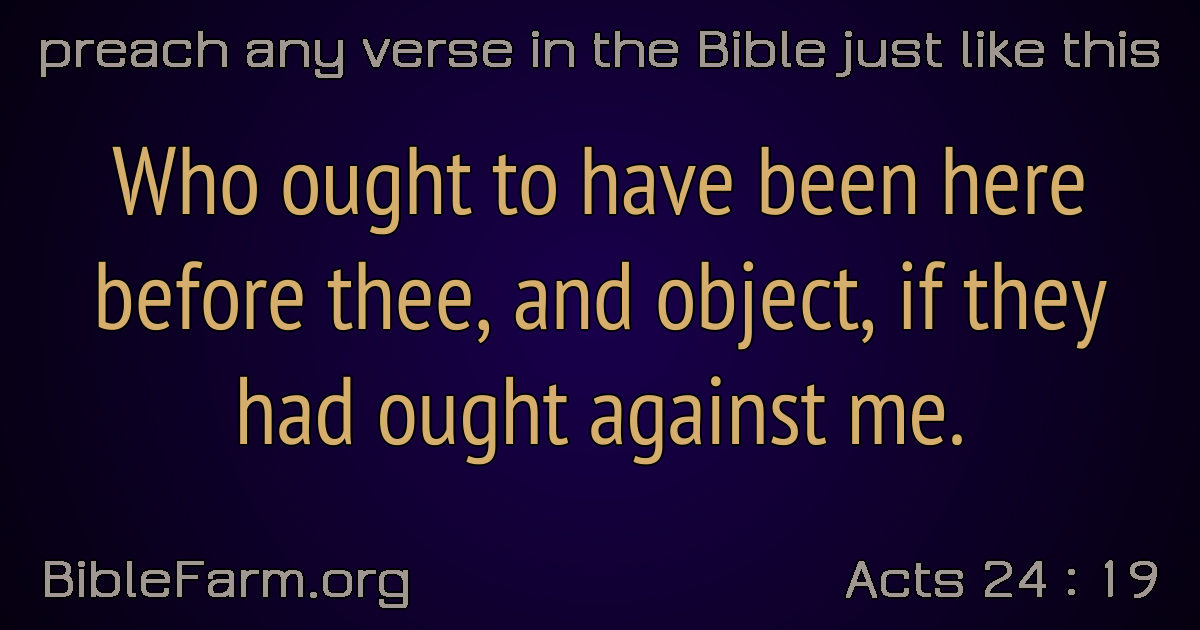 preach any verse in the Bible just like this
Who ought to have been here
before thee, and object, if they
had ought against me.
BibleFarm.org
Acts 24 : 19